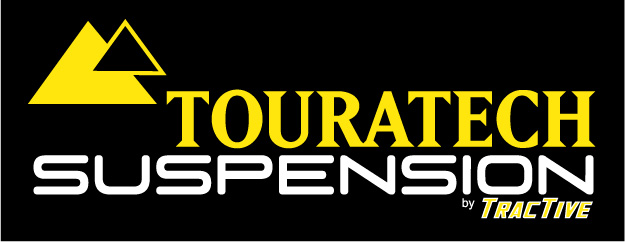 TOURATECH
SUSPENSION
by TRACTIVE